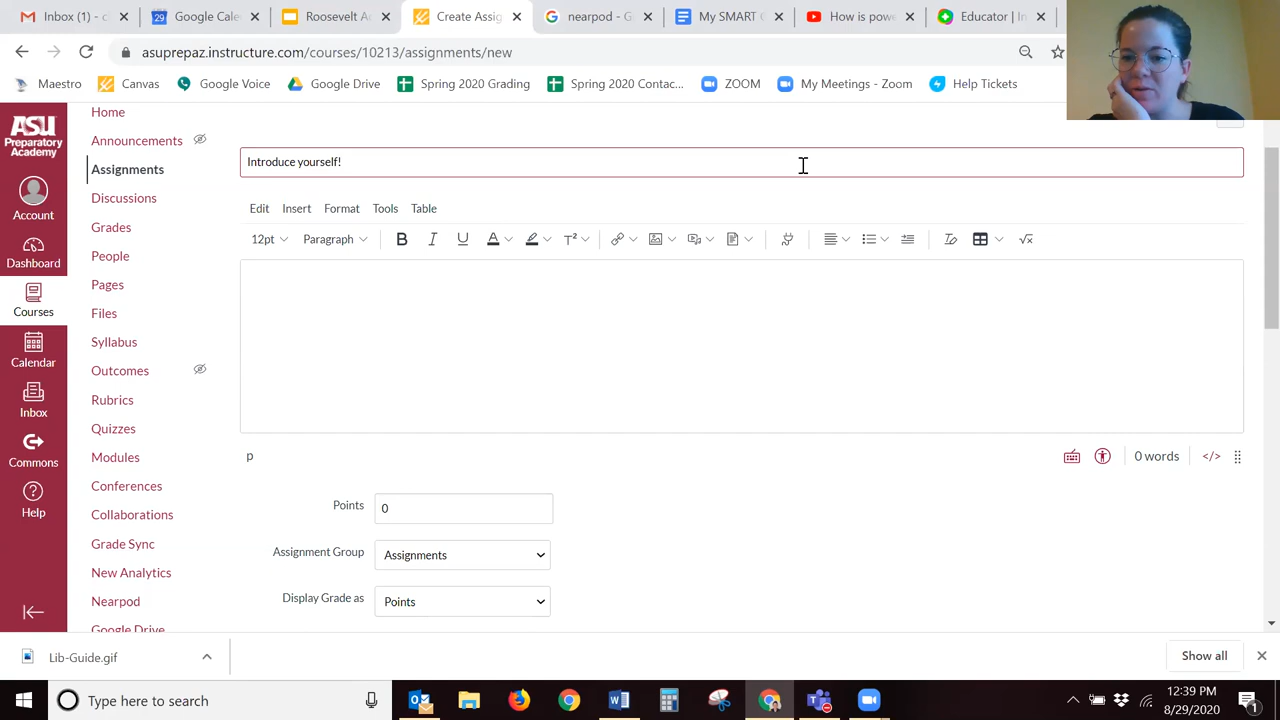 Inbox (1) - c
Google Cale
Roosevelt A
Create Assig
nearpod - G
My SMART G
How is powe
Educator | In
asuprepaz.instructure.com/courses/10213/assignments/new
Maestro
Canvas
Google Voice
Google Drive
Spring 2020 Grading
Spring 2020 Contac...
ZOOM
My Meetings - Zoom
Help Tickets
ASU
Preparatory
Academy
Account
Dashboard
Courses
Calendar
Inbox
Commons
Help
Home
Announcements
Assignments
Discussions
Grades
People
Pages
Files
Syllabus
Outcomes
Rubrics
Quizzes
Modules
Conferences
Collaborations
Grade Sync
New Analytics
Nearpod
Google Drive
Introduce yourself!
Edit Insert Format Tools Table
12pt Paragraph B I U A T²
p
0 words </>
Points 0
Assignment Group Assignments
Display Grade as Points
Lib-Guide.gif
Show all
Type here to search
12:39 PM
8/29/2020
1